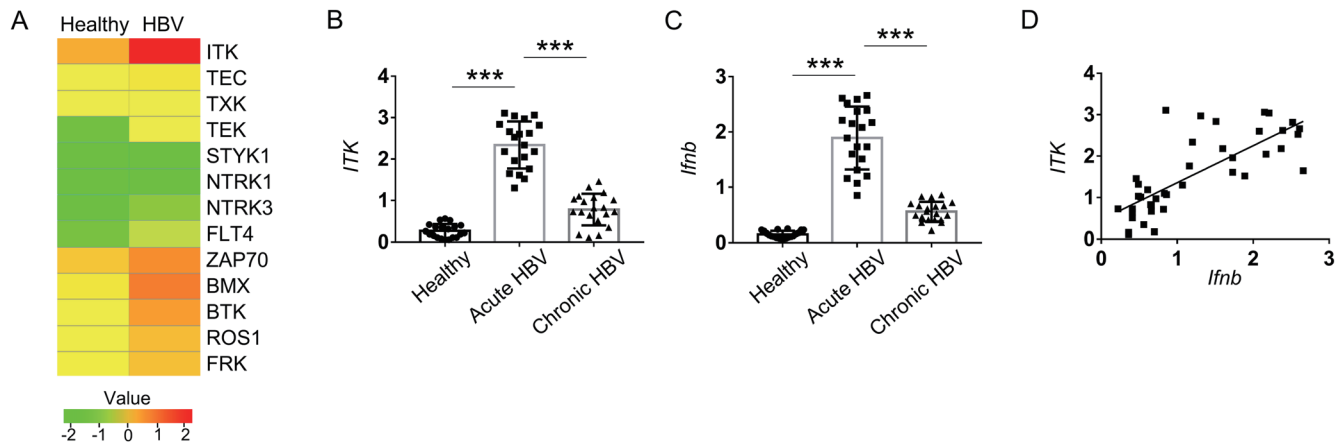 A
Healthy HBV
ITK
TEC
TXK
TEK
STYK1
NTRK1
NTRK3
FLT4
ZAP70
BMX
BTK
ROS1
FRK
Value
-2 -1 0 1 2
B
***
***
4
3
2
1
0
ITK
Healthy
Acute HBV
Chronic HBV
C
***
***
3
2
1
0
Ifnb
Healthy
Acute HBV
Chronic HBV
D
4
3
2
1
0
ITK
0 1 2 3
Ifnb